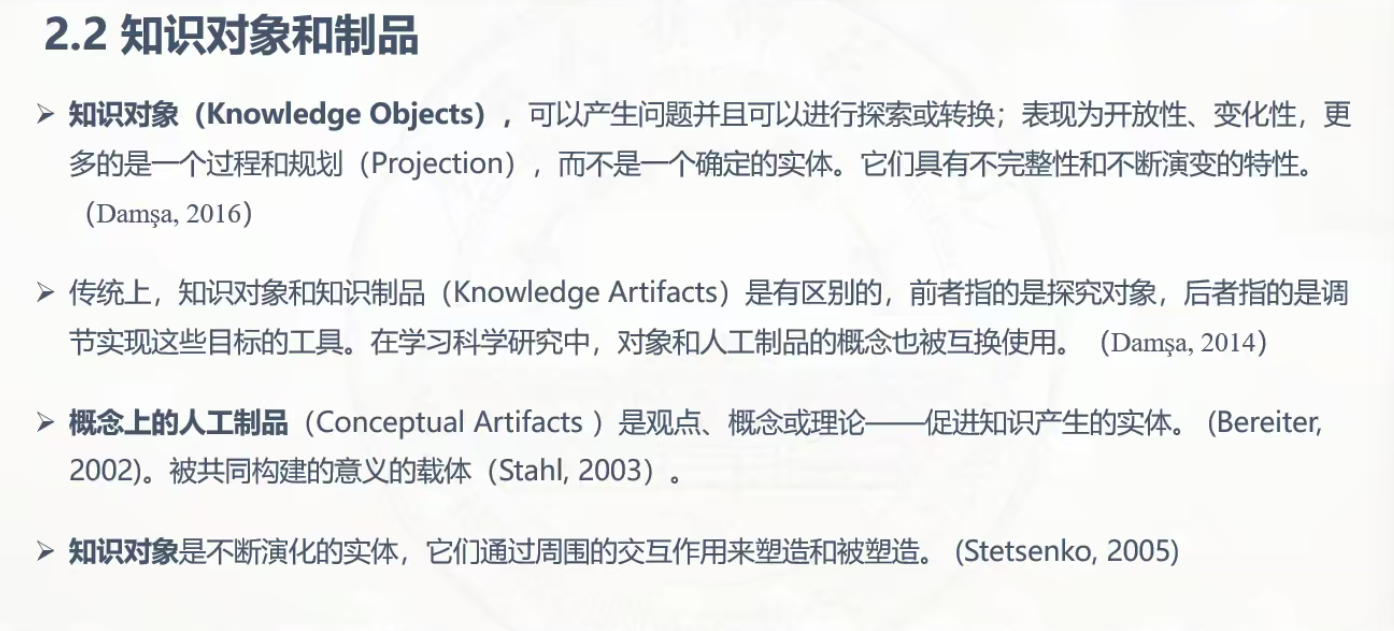 2.2 知识对象和制品
➢ 知识对象（Knowledge Objects），可以产生问题并且可以进行探索或转换；表现为开放性、变化性，更
多的是一个过程和规划（Projection），而不是一个确定的实体。它们具有不完整性和不断演变的特性。
（Damşa, 2016）
➢ 传统上，知识对象和知识制品（Knowledge Artifacts）是有区别的，前者指的是探究对象，后者指的是调
节实现这些目标的工具。在学习科学研究中，对象和人工制品的概念也被互换使用。（Damşa, 2014）
➢ 概念上的人工制品（Conceptual Artifacts ）是观点、概念或理论——促进知识产生的实体。 (Bereiter,
2002)。被共同构建的意义的载体（Stahl, 2003）。
➢ 知识对象是不断演化的实体，它们通过周围的交互作用来塑造和被塑造。 (Stetsenko, 2005)